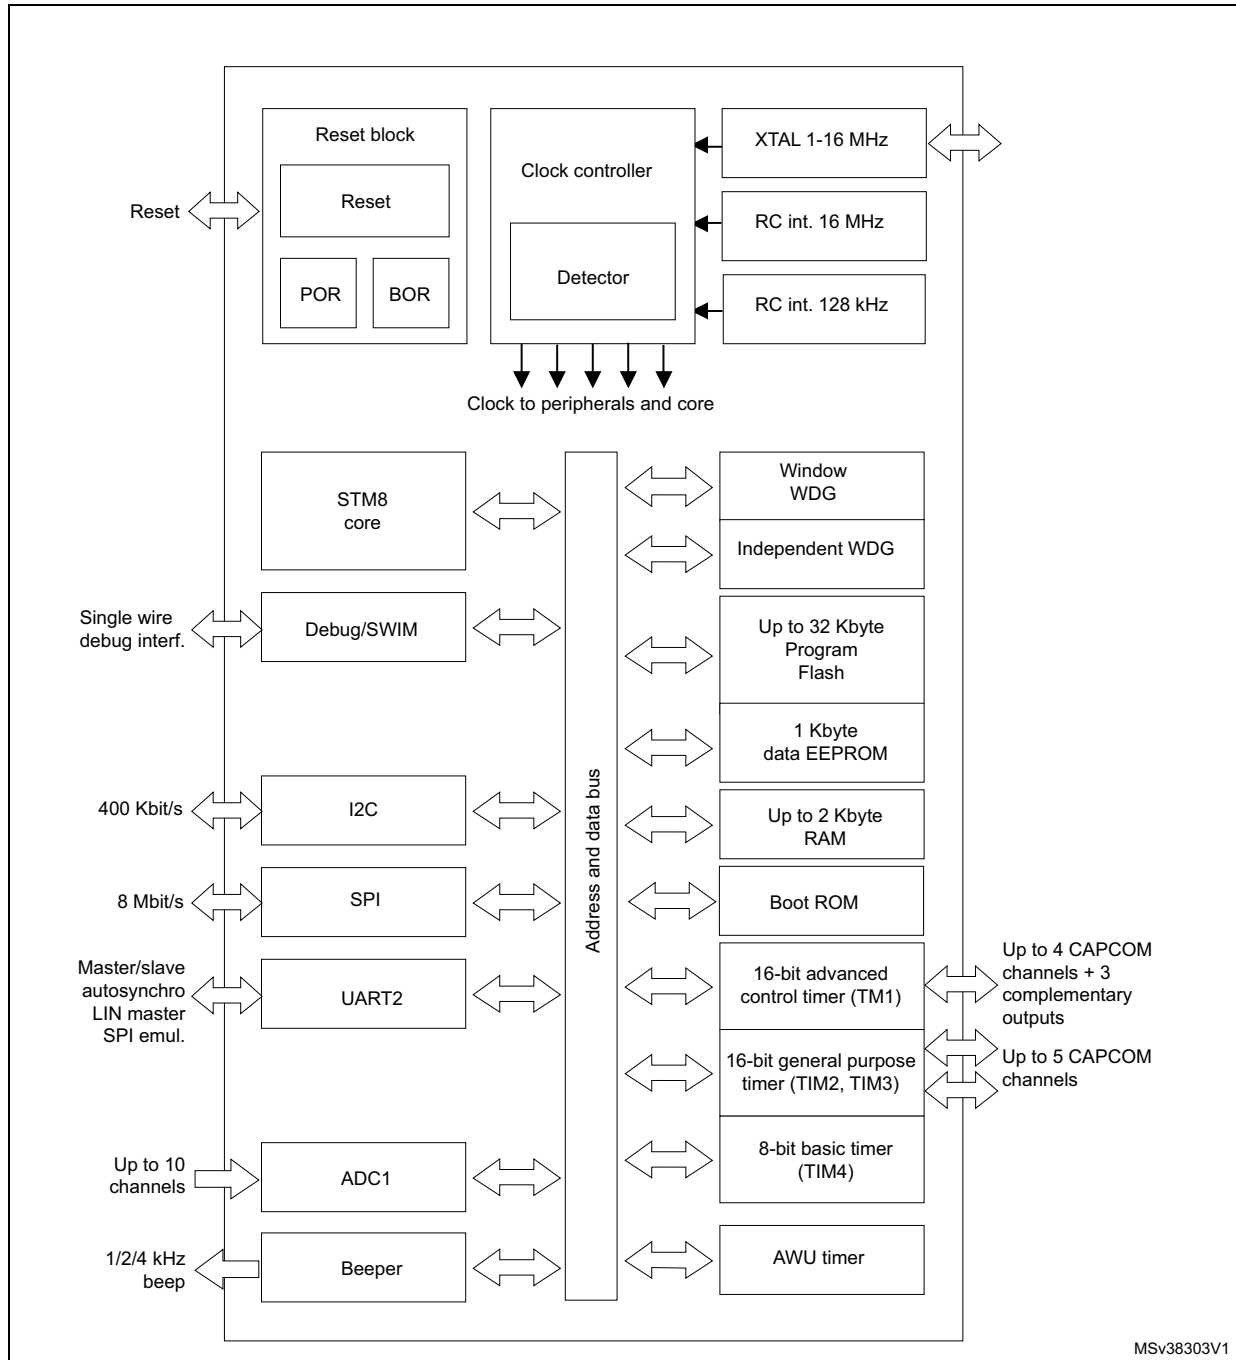 Reset block
Reset
POR
BOR
Reset
Clock controller
Detector
XTAL 1-16 MHz
RC int. 16 MHz
RC int. 128 kHz
Clock to peripherals and core
STM8
core
Single wire
debug interf.
Debug/SWIM
400 Kbit/s
I2C
8 Mbit/s
SPI
Master/slave
autosynchro
LIN master
SPI emul.
UART2
Up to 10
channels
ADC1
1/2/4 kHz
beep
Beeper
Address and data bus
Window
WDG
Independent WDG
Up to 32 Kbyte
Program
Flash
1 Kbyte
data EEPROM
Up to 2 Kbyte
RAM
Boot ROM
16-bit advanced
control timer (TM1)
Up to 4 CAPCOM
channels + 3
complementary
outputs
16-bit general purpose
timer (TIM2, TIM3)
Up to 5 CAPCOM
channels
8-bit basic timer
(TIM4)
AWU timer
MSv38303V1